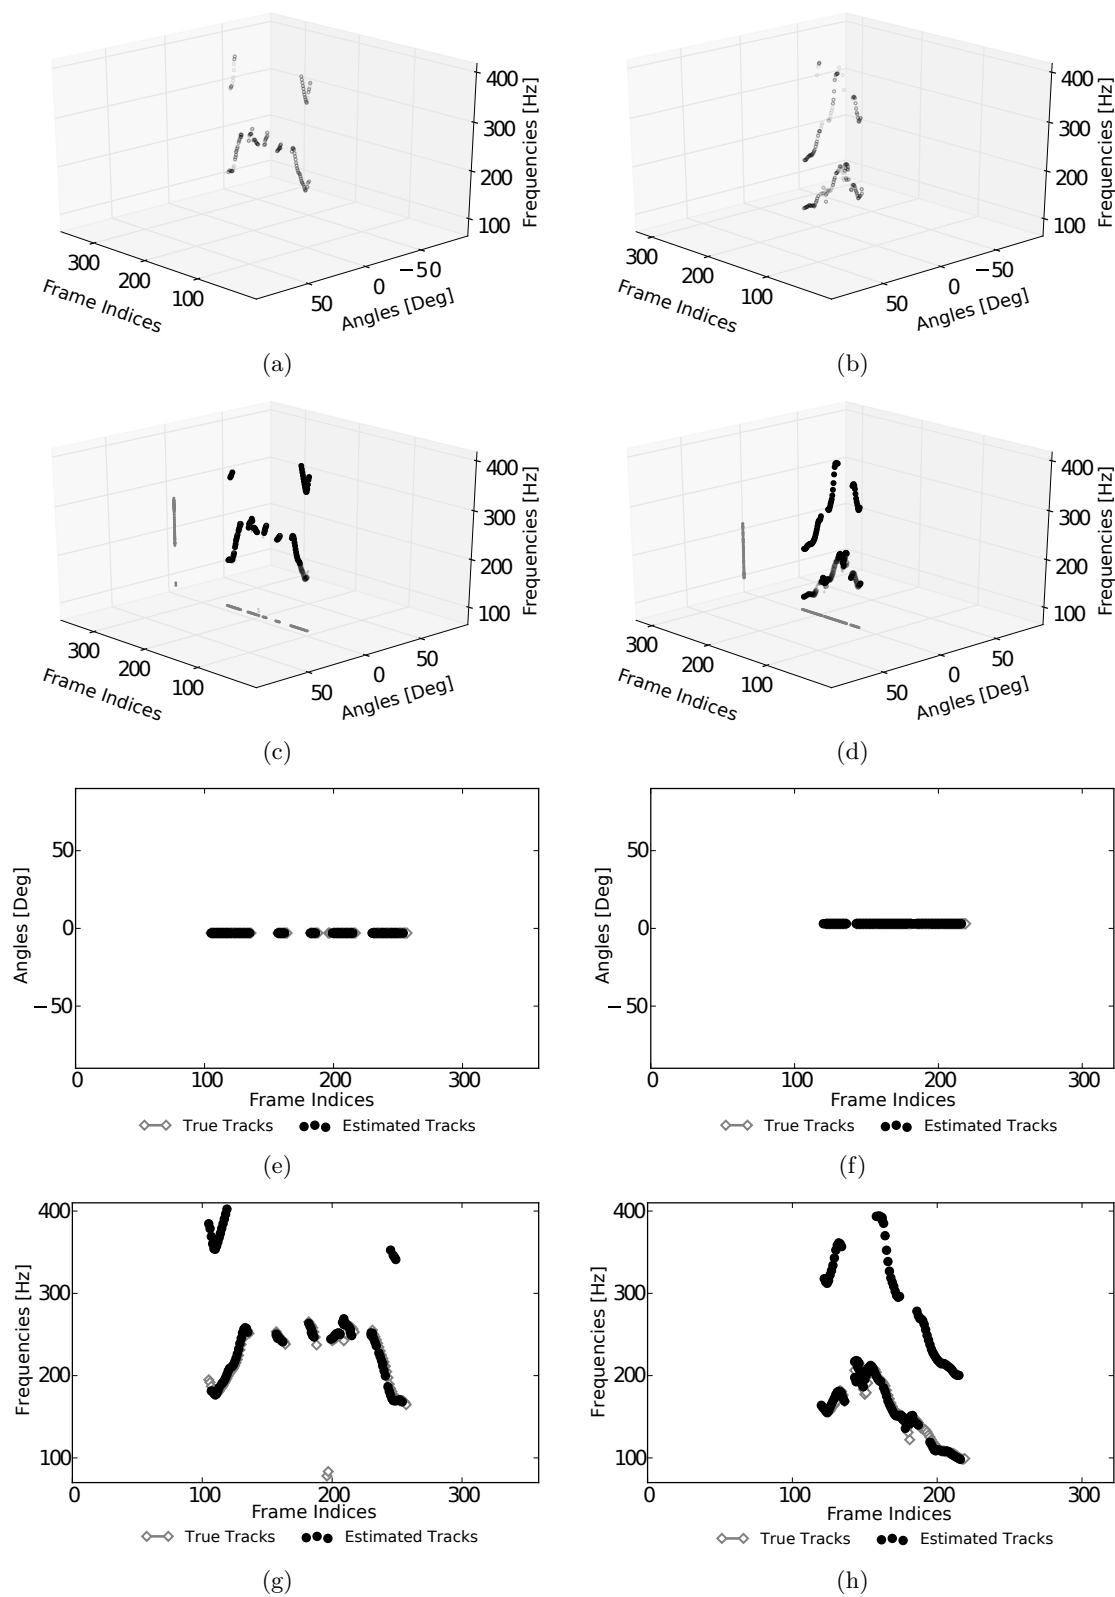 400
300
200
100
Frequencies [Hz]
300
200
100
Frame Indices
50
0
−50
Angles [Deg]
(a)
400
300
200
100
Frequencies [Hz]
300
200
100
Frame Indices
50
0
−50
Angles [Deg]
(b)
400
300
200
100
Frequencies [Hz]
300
200
100
Frame Indices
50
0
50
Angles [Deg]
(c)
400
300
200
100
Frequencies [Hz]
300
200
100
Frame Indices
50
0
50
Angles [Deg]
(d)
Angles [Deg]
50
0
−50
0 100 200 300
Frame Indices
True Tracks Estimated Tracks
(e)
Angles [Deg]
50
0
−50
0 100 200 300
Frame Indices
True Tracks Estimated Tracks
(f)
Frequencies [Hz]
400
300
200
100
0 100 200 300
Frame Indices
True Tracks Estimated Tracks
(g)
Frequencies [Hz]
400
300
200
100
0 100 200 300
Frame Indices
True Tracks Estimated Tracks
(h)